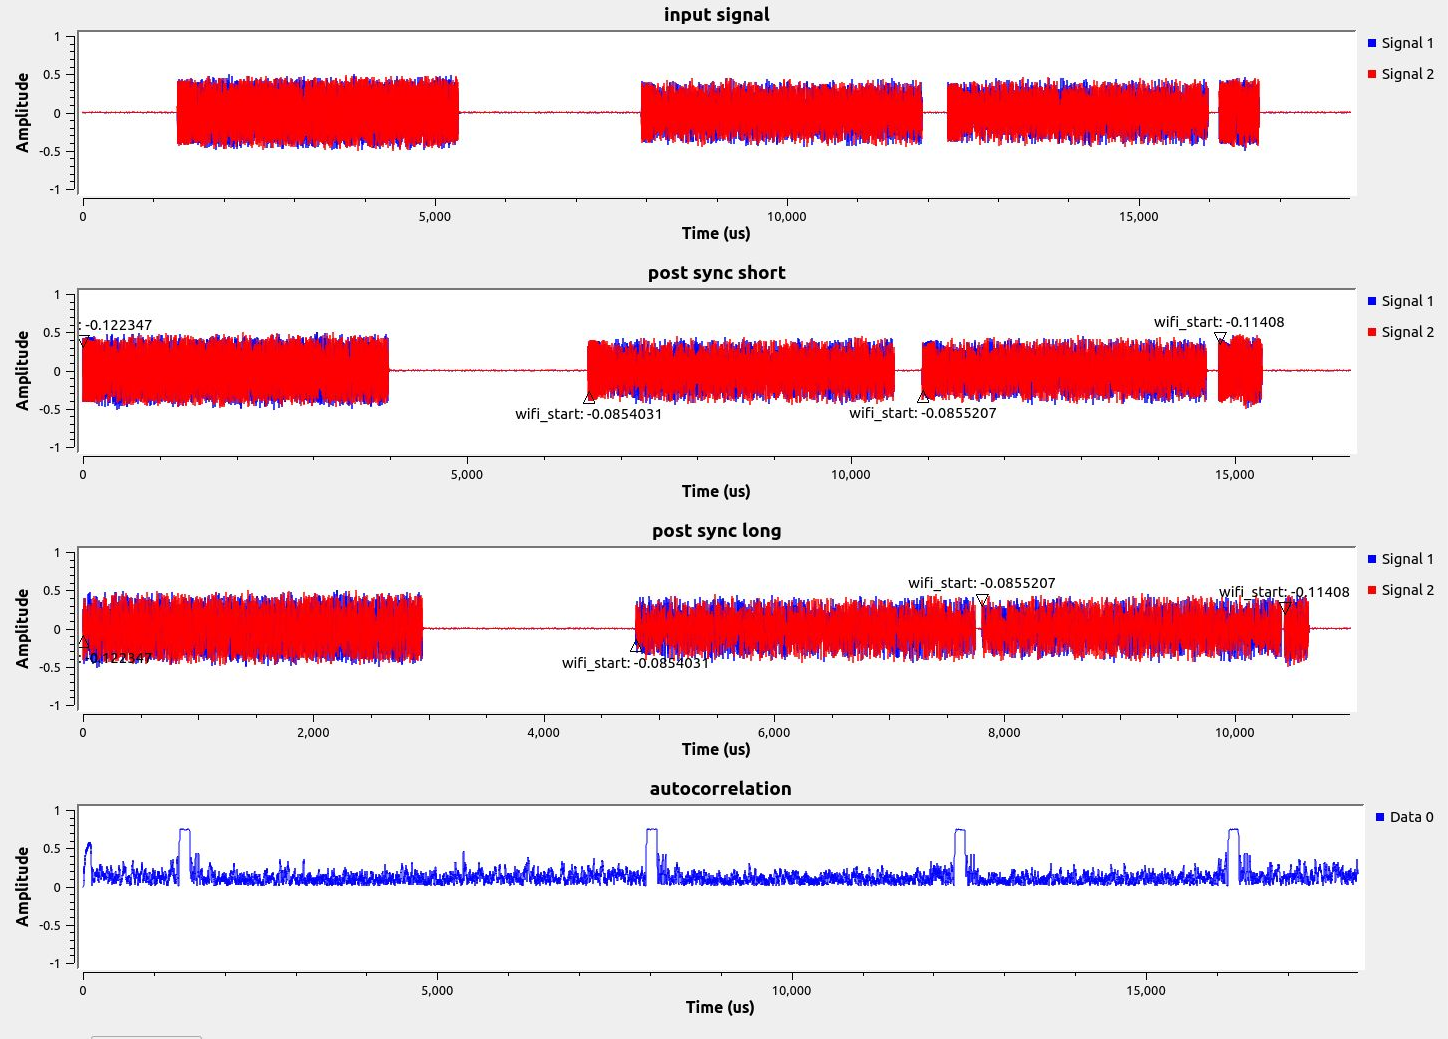 input signal
1
0.5
0
-0.5
-1
Amplitude
0 5,000 10,000 15,000
Time (us)
Signal 1
Signal 2
post sync short
1
0.5
0
-0.5
-1
Amplitude
: -0.122347
wifi_start: -0.0854031
wifi_start: -0.0855207
wifi_start: -0.11408
0 5,000 10,000 15,000
Time (us)
Signal 1
Signal 2
post sync long
1
0.5
0
-0.5
-1
Amplitude
: -0.122347
wifi_start: -0.0854031
wifi_start: -0.0855207
wifi_start: -0.11408
0 2,000 4,000 6,000 8,000 10,000
Time (us)
Signal 1
Signal 2
autocorrelation
1
0.5
0
-0.5
-1
Amplitude
0 5,000 10,000 15,000
Time (us)
Data 0